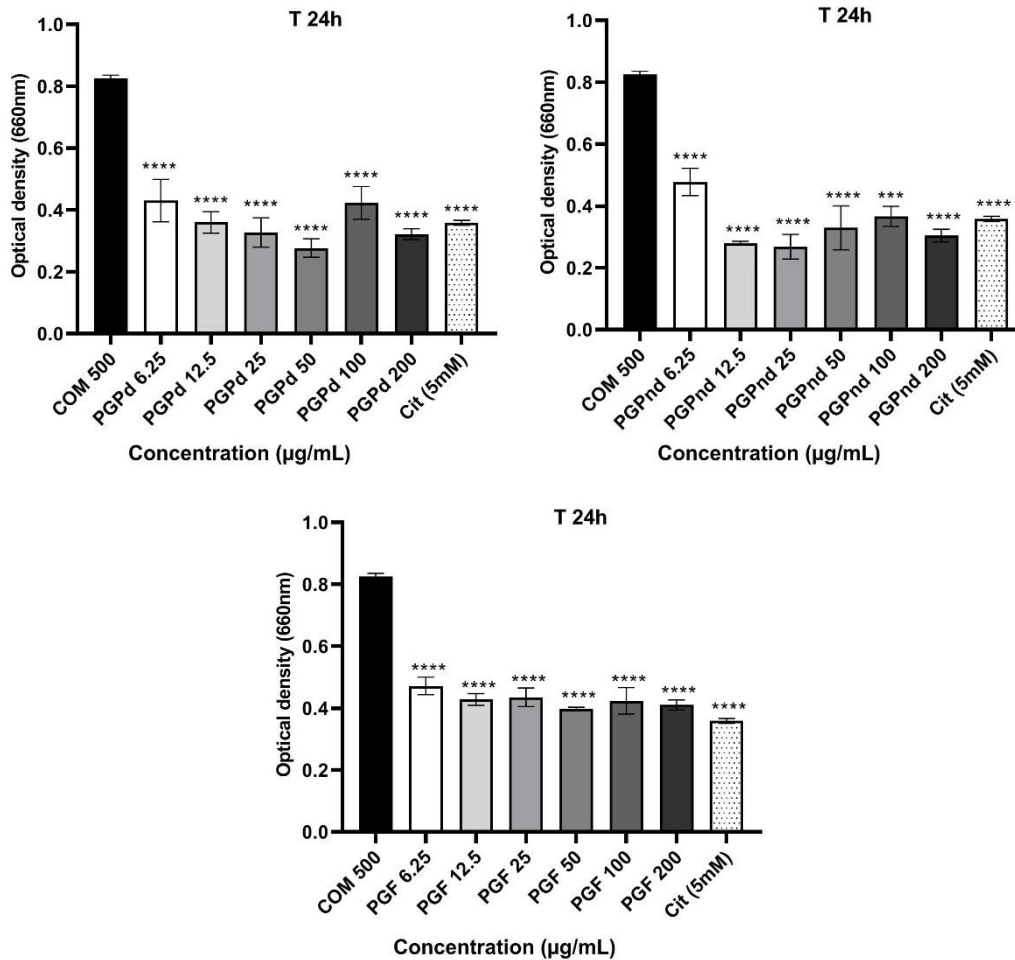 T 24h
Optical density (660nm)
1.0
0.8
0.6
0.4
0.2
0.0
****
****
****
****
****
****
****
COM 500
PGPd 6.25
PGPd 12.5
PGPd 25
PGPd 50
PGPd 100
PGPd 200
Cit (5mM)
Concentration (µg/mL)
T 24h
Optical density (660nm)
1.0
0.8
0.6
0.4
0.2
0.0
****
****
****
****
***
****
****
COM 500
PGPnd 6.25
PGPnd 12.5
PGPnd 25
PGPnd 50
PGPnd 100
PGPnd 200
Cit (5mM)
Concentration (µg/mL)
T 24h
Optical density (660nm)
1.0
0.8
0.6
0.4
0.2
0.0
****
****
****
****
****
****
****
COM 500
PGF 6.25
PGF 12.5
PGF 25
PGF 50
PGF 100
PGF 200
Cit (5mM)
Concentration (µg/mL)